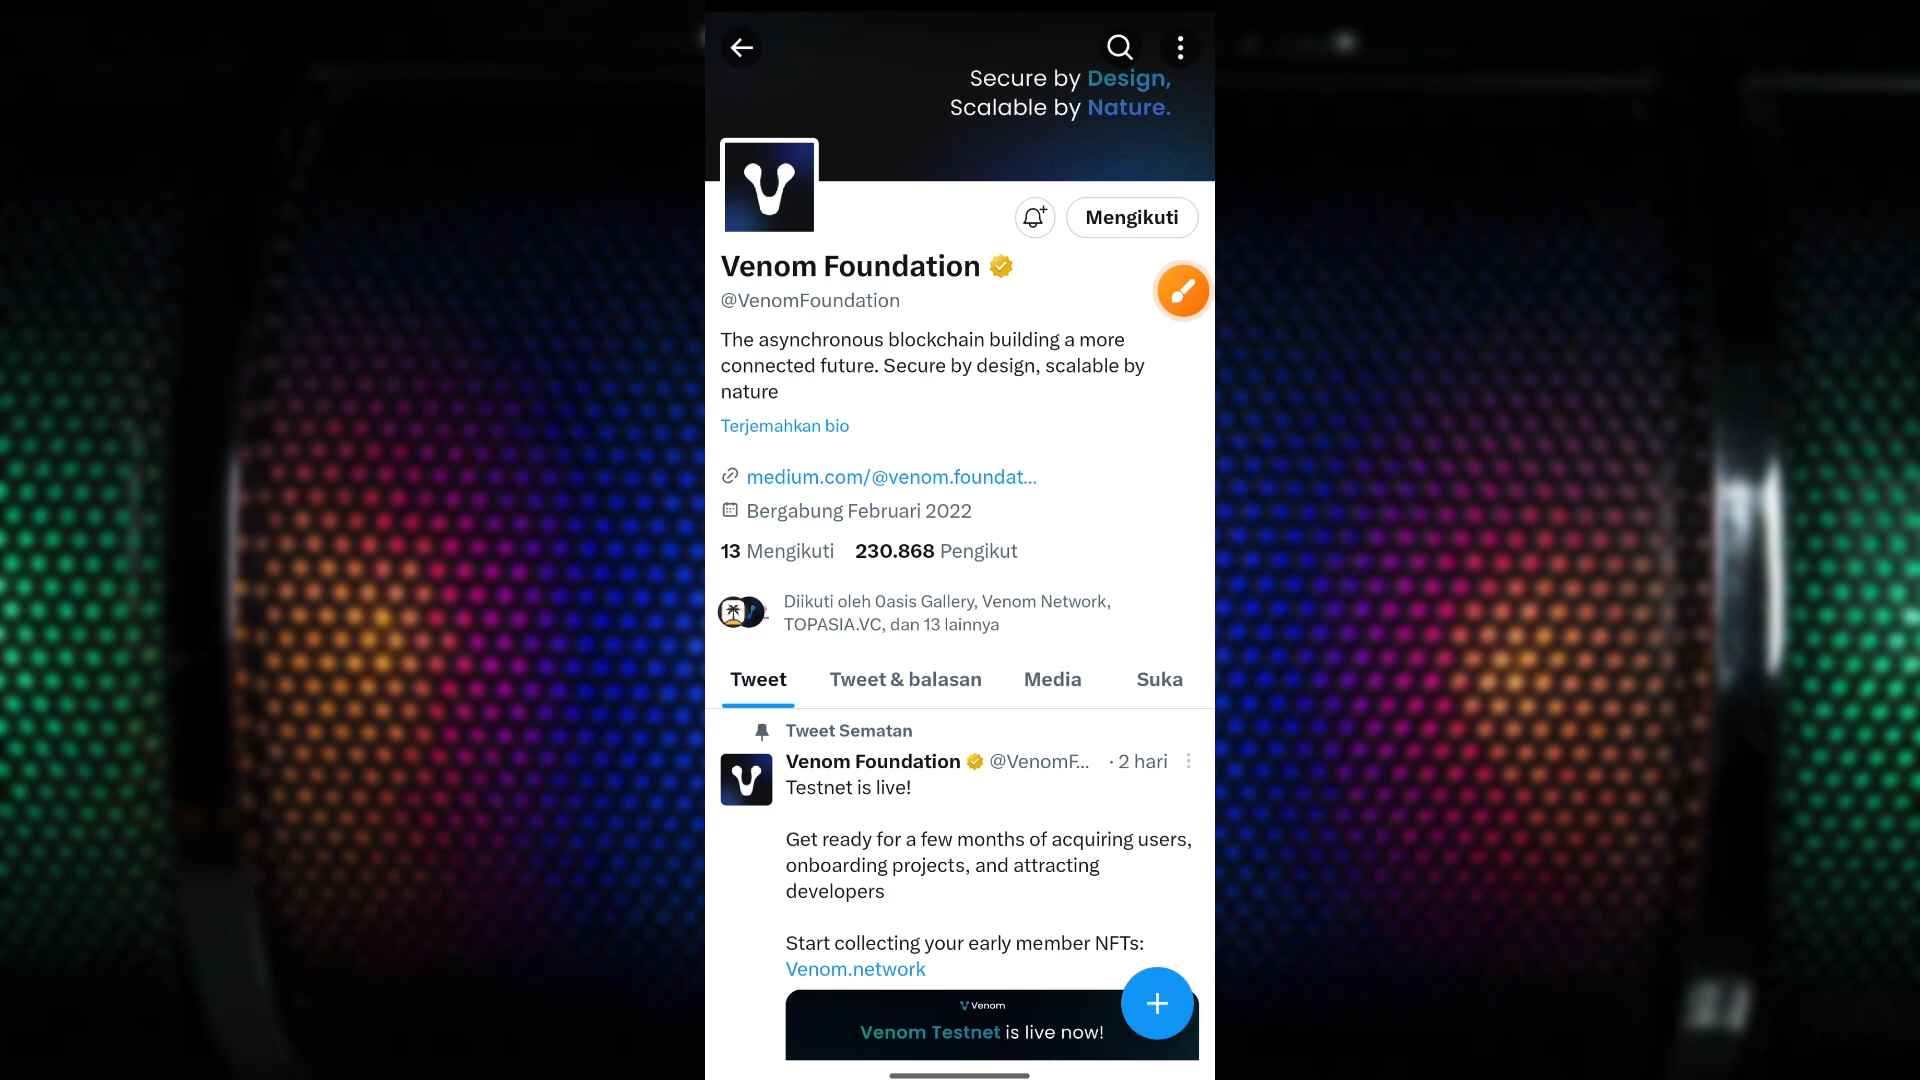 Secure by Design,
Scalable by Nature.
Mengikuti
Venom Foundation
@VenomFoundation
The asynchronous blockchain building a more
connected future. Secure by design, scalable by
nature
Terjemahkan bio
medium.com/@venom.foundat...
Bergabung Februari 2022
13 Mengikuti 230.868 Pengikut
Diikuti oleh 0asis Gallery, Venom Network,
TOPASIA.VC, dan 13 lainnya
Tweet Tweet & balasan Media Suka
Tweet Sematan
Venom Foundation @VenomF... · 2 hari
Testnet is live!
Get ready for a few months of acquiring users,
onboarding projects, and attracting
developers
Start collecting your early member NFTs:
Venom.network
Venom
Venom Testnet is live now!